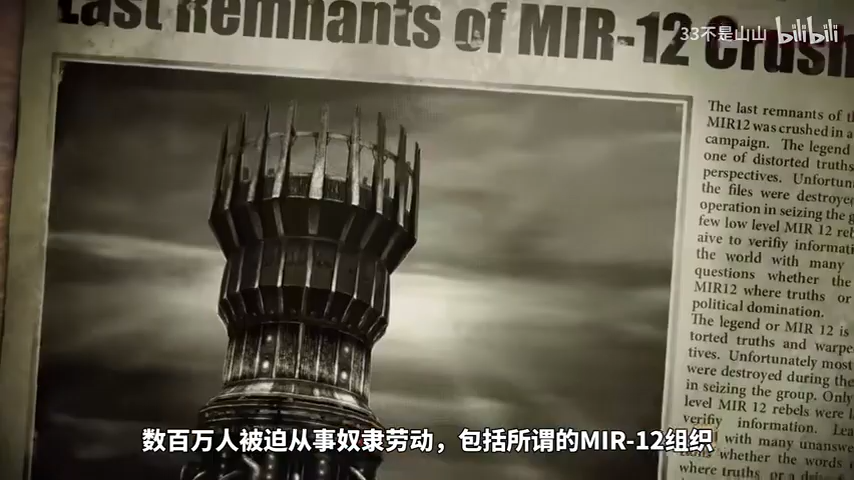 Last Remnants of MIR-12 Crush
33不是山山 bilibili
The last remnants of th
MIR12 was crushed in a
campaign. The legend
one of distorted truths
perspectives. Unfortun
the files were destroyed
operation in seizing the g
few low level MIR 12 reb
aive to verifiy informati
the world with many
questions whether the
MIR12 where truths or
political domination.
The legend or MIR 12 is
torted truths and warpe
tives. Unfortunately most
were destroyed during the
in seizing the group. Only
level MIR 12 rebels were l
verifiy information. Lea
with many unansw
whether the words
where truths or a
数百万人被迫从事奴隶劳动，包括所谓的MIR-12组织